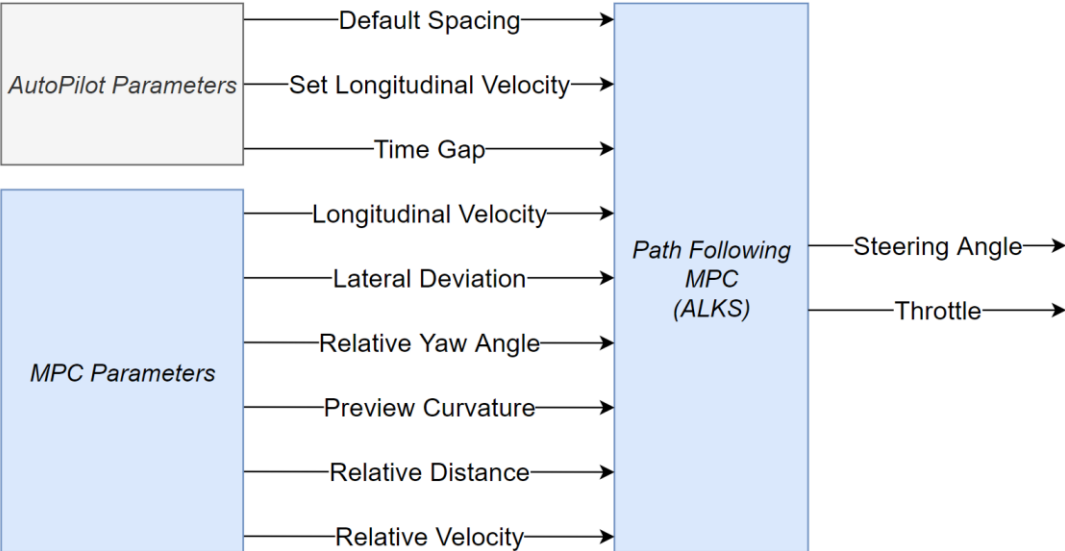 AutoPilot Parameters
Default Spacing
Set Longitudinal Velocity
Time Gap
MPC Parameters
Longitudinal Velocity
Lateral Deviation
Relative Yaw Angle
Preview Curvature
Relative Distance
Relative Velocity
Path Following
MPC
(ALKS)
Steering Angle
Throttle